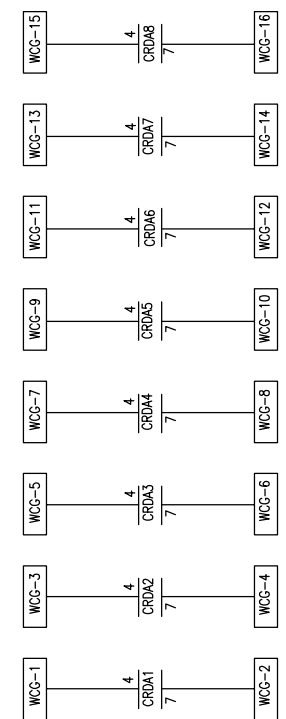 WCG-15 4 CRDA8 7 WCG-16
WCG-13 4 CRDA7 7 WCG-14
WCG-11 4 CRDA6 7 WCG-12
WCG-9 4 CRDA5 7 WCG-10
WCG-7 4 CRDA4 7 WCG-8
WCG-5 4 CRDA3 7 WCG-6
WCG-3 4 CRDA2 7 WCG-4
WCG-1 4 CRDA1 7 WCG-2